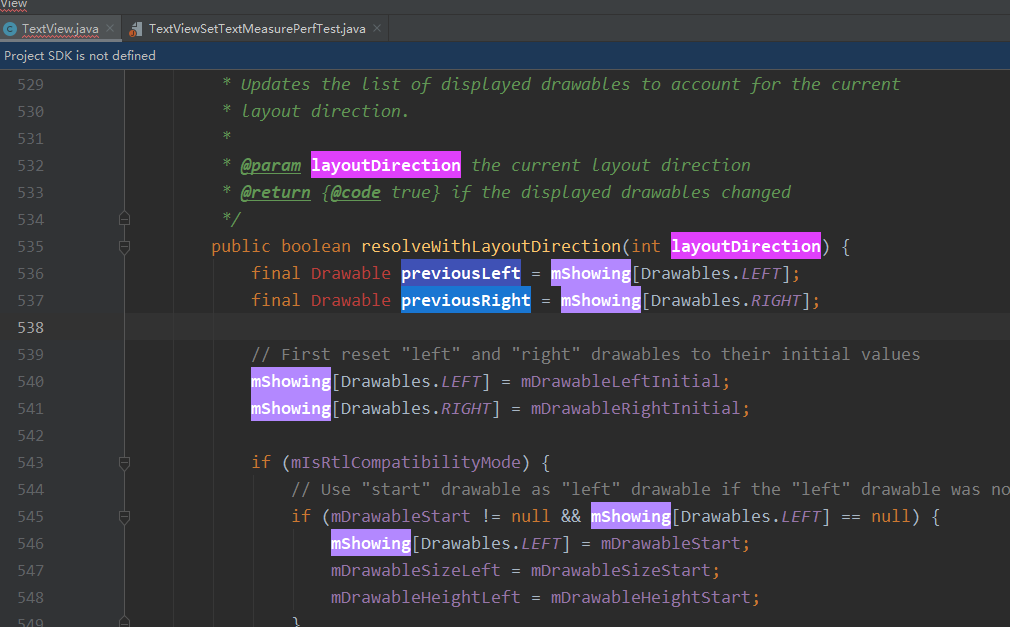 View
TextView.java
TextViewSetTextMeasurePerfTest.java
Project SDK is not defined
529 * Updates the list of displayed drawables to account for the current
530 * layout direction.
531 *
532 * @param layoutDirection the current layout direction
533 * @return {@code true} if the displayed drawables changed
534 */
535 public boolean resolveWithLayoutDirection(int layoutDirection) {
536 final Drawable previousLeft = mShowing[Drawables.LEFT];
537 final Drawable previousRight = mShowing[Drawables.RIGHT];
538
539 // First reset "left" and "right" drawables to their initial values
540 mShowing[Drawables.LEFT] = mDrawableLeftInitial;
541 mShowing[Drawables.RIGHT] = mDrawableRightInitial;
542
543 if (mIsRtlCompatibilityMode) {
544 // Use "start" drawable as "left" drawable if the "left" drawable was no
545 if (mDrawableStart != null && mShowing[Drawables.LEFT] == null) {
546 mShowing[Drawables.LEFT] = mDrawableStart;
547 mDrawableSizeLeft = mDrawableSizeStart;
548 mDrawableHeightLeft = mDrawableHeightStart;
549 }